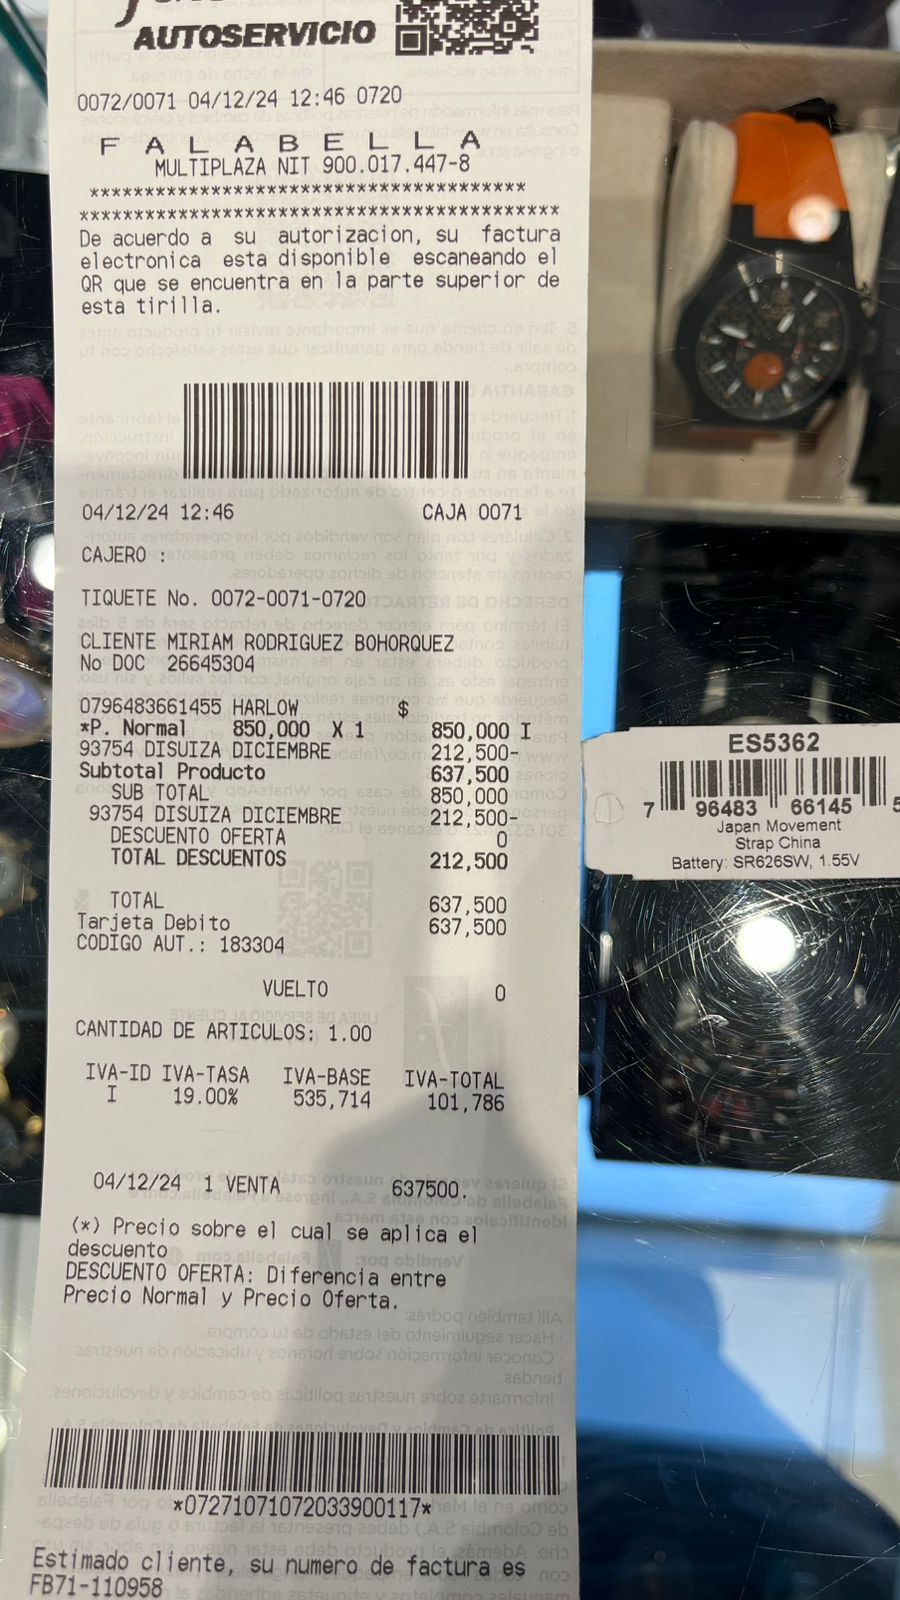 AUTOSERVICIO
0072/0071 04/12/24 12:46 0720
F A L A B E L L A
MULTIPLAZA NIT 900.017.447-8
****************************************
********************************************
De acuerdo a su autorizacion, su factura
electronica esta disponible escaneando el
QR que se encuentra en la parte superior de
esta tirilla.
04/12/24 12:46 CAJA 0071
CAJERO :
TIQUETE No. 0072-0071-0720
CLIENTE MIRIAM RODRIGUEZ BOHORQUEZ
No DOC 26645304
0796483661455 HARLOW $
*P. Normal 850,000 X 1 850,000 I
93754 DISUIZA DICIEMBRE 212,500-
Subtotal Producto 637,500
SUB TOTAL 850,000
93754 DISUIZA DICIEMBRE 212,500-
DESCUENTO OFERTA 0
TOTAL DESCUENTOS 212,500
TOTAL 637,500
Tarjeta Debito 637,500
CODIGO AUT.: 183304
VUELTO 0
CANTIDAD DE ARTICULOS: 1.00
IVA-ID IVA-TASA IVA-BASE IVA-TOTAL
I 19.00% 535,714 101,786
04/12/24 1 VENTA 637500.
(*) Precio sobre el cual se aplica el
descuento
DESCUENTO OFERTA: Diferencia entre
Precio Normal y Precio Oferta.
*07271071072033900117*
Estimado cliente, su numero de factura es
FB71-110958
ES5362
7 96483 66145 5
Japan Movement
Strap China
Battery: SR626SW, 1.55V